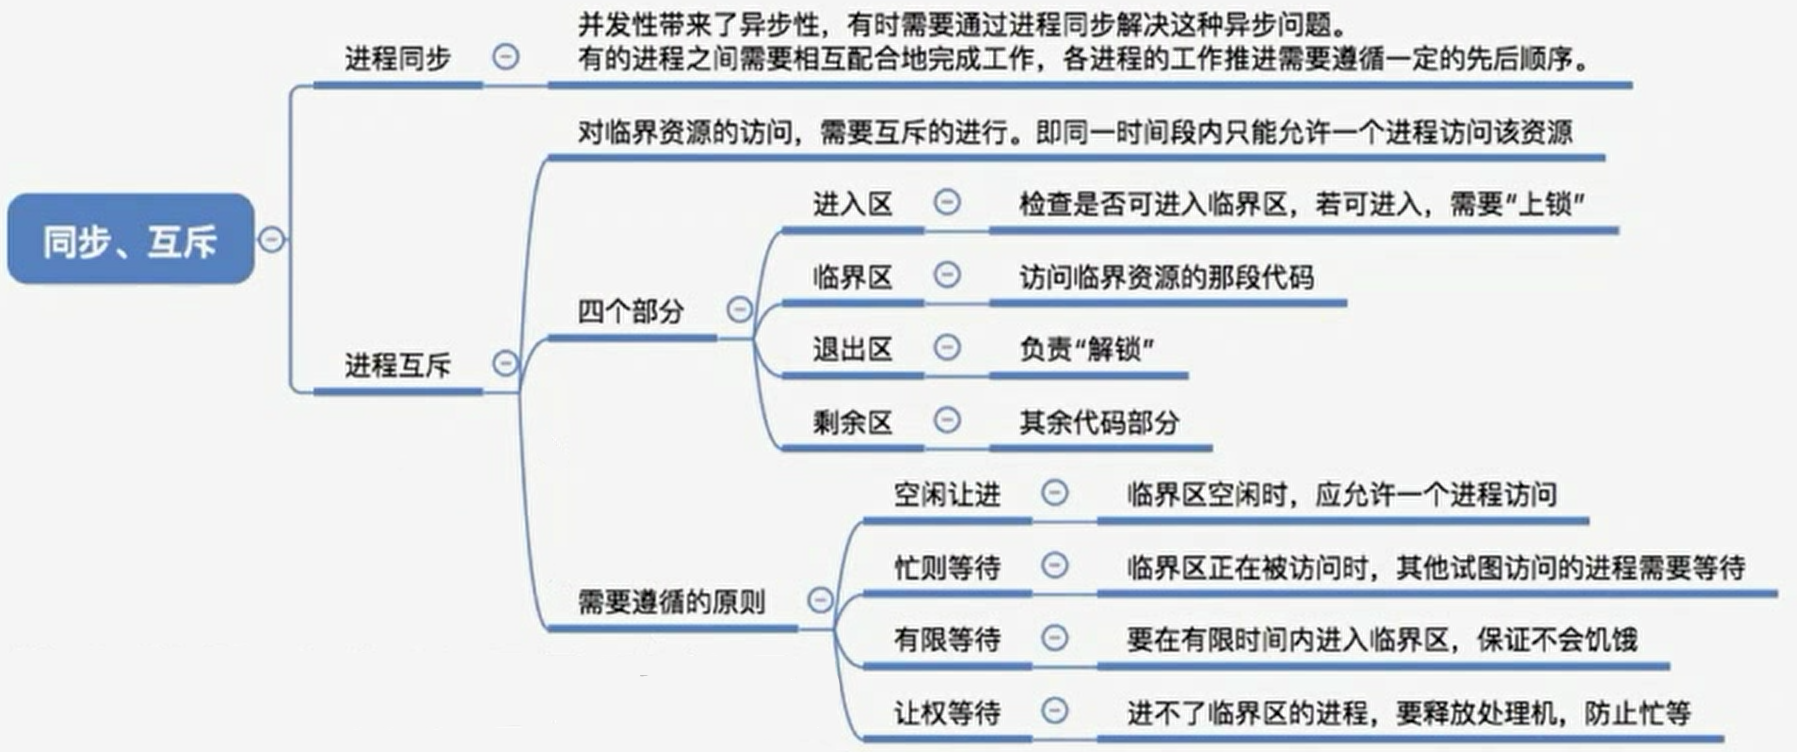 同步、互斥
进程同步
并发性带来了异步性，有时需要通过进程同步解决这种异步问题。
有的进程之间需要相互配合地完成工作，各进程的工作推进需要遵循一定的先后顺序。
进程互斥
对临界资源的访问，需要互斥的进行。即同一时间段内只能允许一个进程访问该资源
四个部分
进入区
检查是否可进入临界区，若可进入，需要“上锁”
临界区
访问临界资源的那段代码
退出区
负责“解锁”
剩余区
其余代码部分
需要遵循的原则
空闲让进
临界区空闲时，应允许一个进程访问
忙则等待
临界区正在被访问时，其他试图访问的进程需要等待
有限等待
要在有限时间内进入临界区，保证不会饥饿
让权等待
进不了临界区的进程，要释放处理机，防止忙等